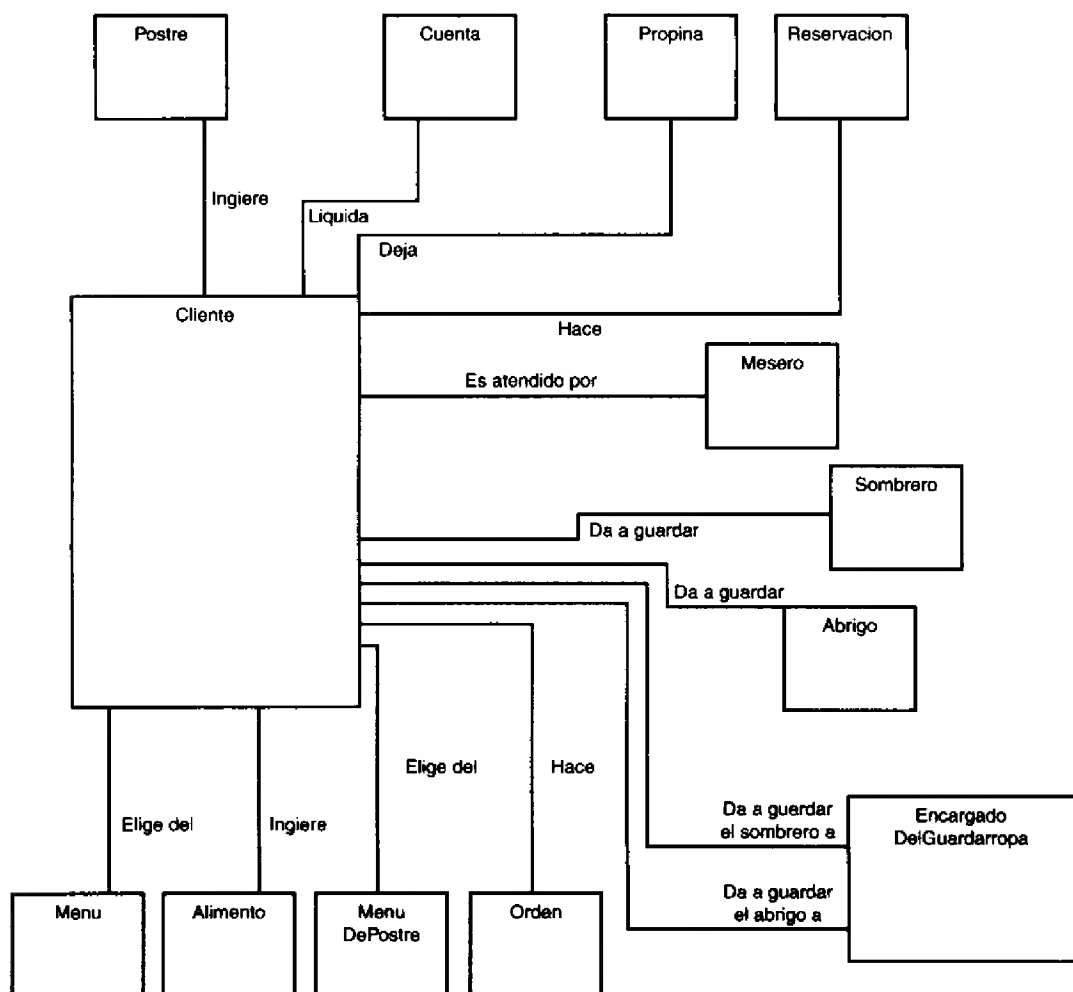 Postre
Cuenta
Propina
Reservacion
Ingiere
Liquida
Deja
Cliente
Hace
Es atendido por
Mesero
Sombrero
Da a guardar
Da a guardar
Abrigo
Elige del
Hace
Elige del
Ingiere
Da a guardar
el sombrero a
Encargado
DelGuardarropa
Da a guardar
el abrigo a
Menu
Alimento
Menu
DePostre
Orden